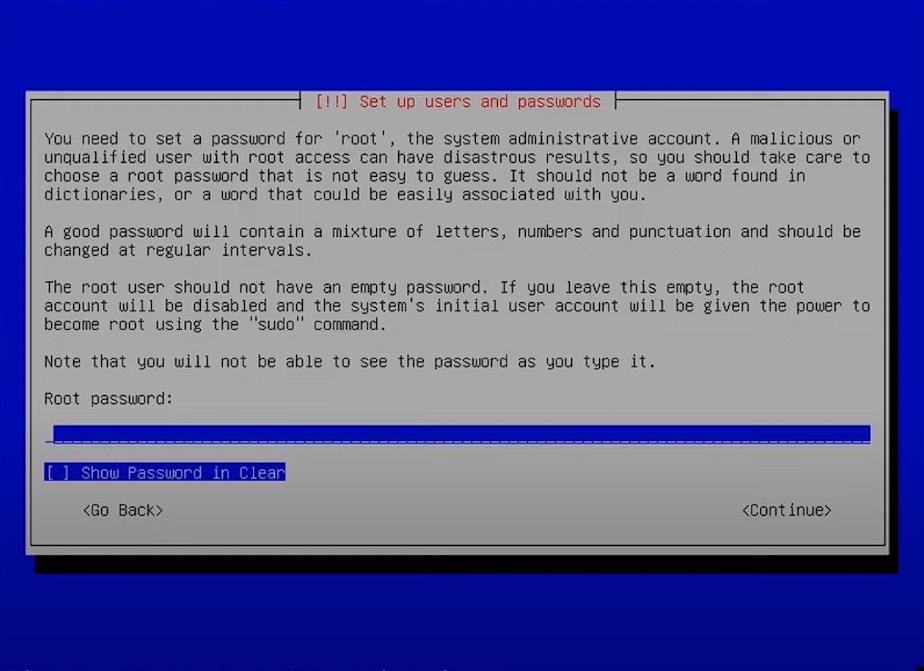 [!!] Set up users and passwords
You need to set a password for 'root', the system administrative account. A malicious or
unqualified user with root access can have disastrous results, so you should take care to
choose a root password that is not easy to guess. It should not be a word found in
dictionaries, or a word that could be easily associated with you.
A good password will contain a mixture of letters, numbers and punctuation and should be
changed at regular intervals.
The root user should not have an empty password. If you leave this empty, the root
account will be disabled and the system's initial user account will be given the power to
become root using the "sudo" command.
Note that you will not be able to see the password as you type it.
Root password:
[ ] Show Password in Clear
<Go Back> <Continue>